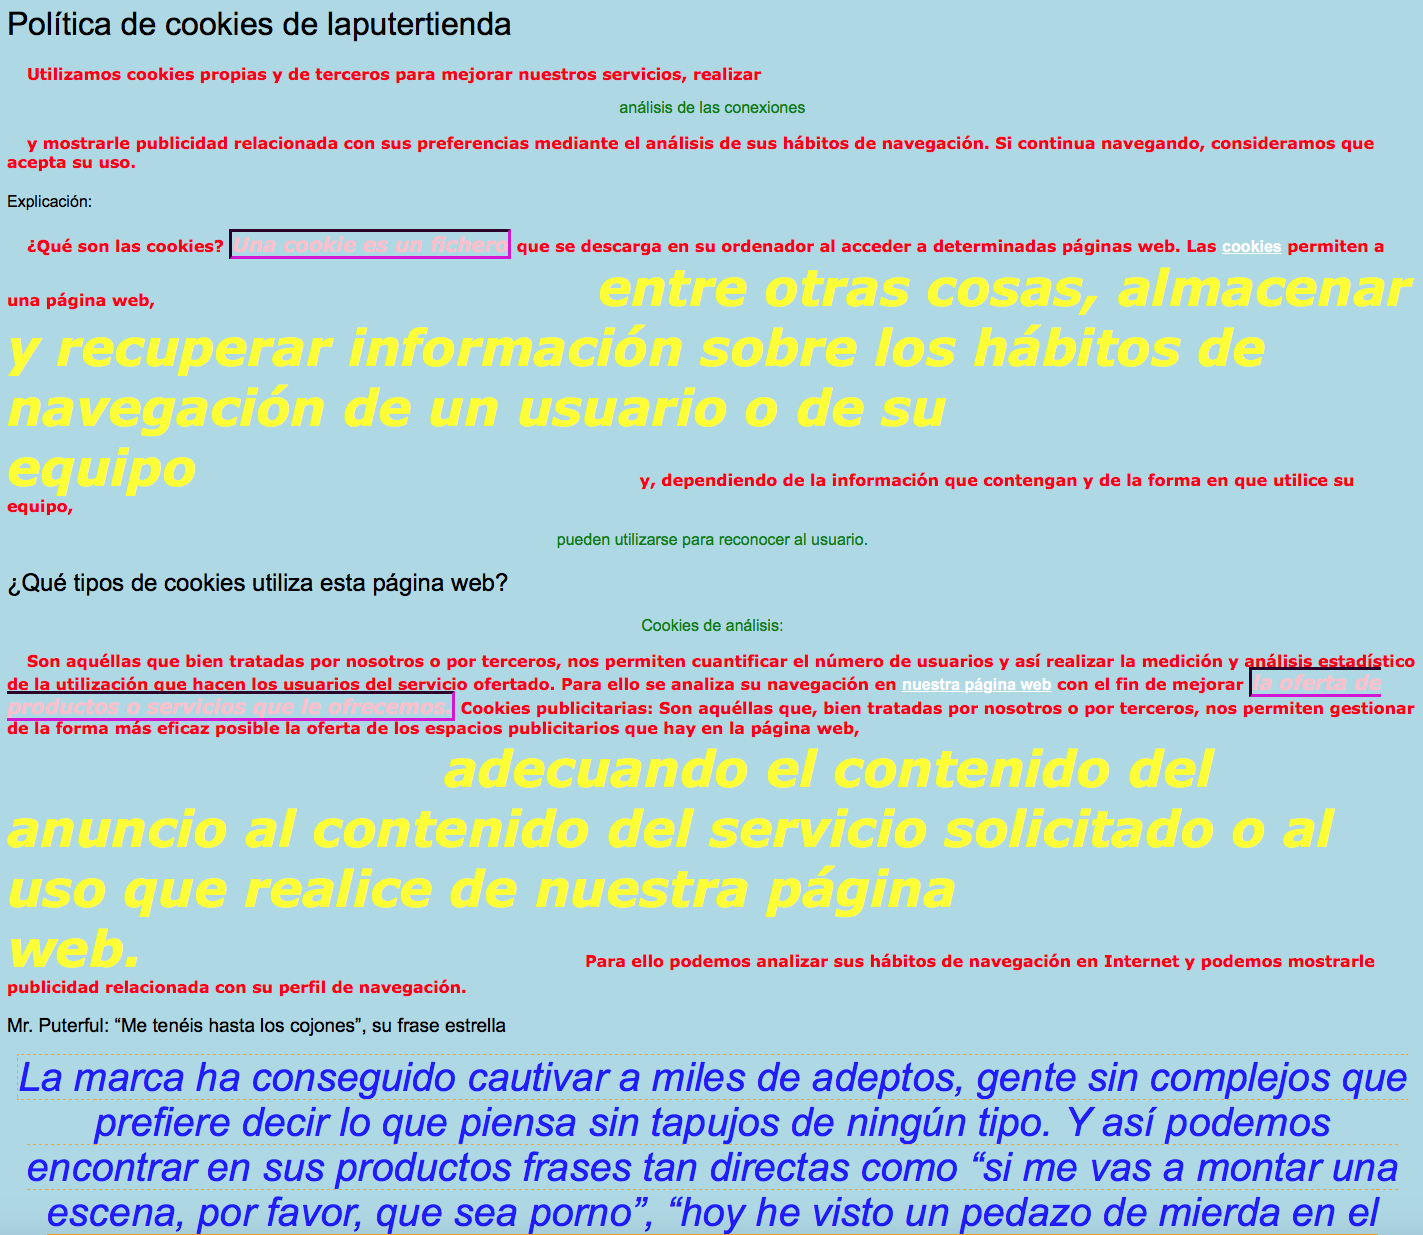 Política de cookies de laputertienda
Utilizamos cookies propias y de terceros para mejorar nuestros servicios, realizar
análisis de las conexiones
y mostrarle publicidad relacionada con sus preferencias mediante el análisis de sus hábitos de navegación. Si continua navegando, consideramos que
acepta su uso.
Explicación:
¿Qué son las cookies? Una cookie es un fichero que se descarga en su ordenador al acceder a determinadas páginas web. Las cookies permiten a
una página web, entre otras cosas, almacenar
y recuperar información sobre los hábitos de
navegación de un usuario o de su
equipo y, dependiendo de la información que contengan y de la forma en que utilice su
equipo,
pueden utilizarse para reconocer al usuario.
¿Qué tipos de cookies utiliza esta página web?
Cookies de análisis:
Son aquéllas que bien tratadas por nosotros o por terceros, nos permiten cuantificar el número de usuarios y así realizar la medición y análisis estadístico
de la utilización que hacen los usuarios del servicio ofertado. Para ello se analiza su navegación en nuestra página web con el fin de mejorar la oferta de
productos o servicios que le ofrecemos. Cookies publicitarias: Son aquéllas que, bien tratadas por nosotros o por terceros, nos permiten gestionar
de la forma más eficaz posible la oferta de los espacios publicitarios que hay en la página web,
adecuando el contenido del
anuncio al contenido del servicio solicitado o al
uso que realice de nuestra página
web. Para ello podemos analizar sus hábitos de navegación en Internet y podemos mostrarle
publicidad relacionada con su perfil de navegación.
Mr. Puterful: “Me tenéis hasta los cojones”, su frase estrella
La marca ha conseguido cautivar a miles de adeptos, gente sin complejos que
prefiere decir lo que piensa sin tapujos de ningún tipo. Y así podemos
encontrar en sus productos frases tan directas como “si me vas a montar una
escena, por favor, que sea porno”, “hoy he visto un pedazo de mierda en el